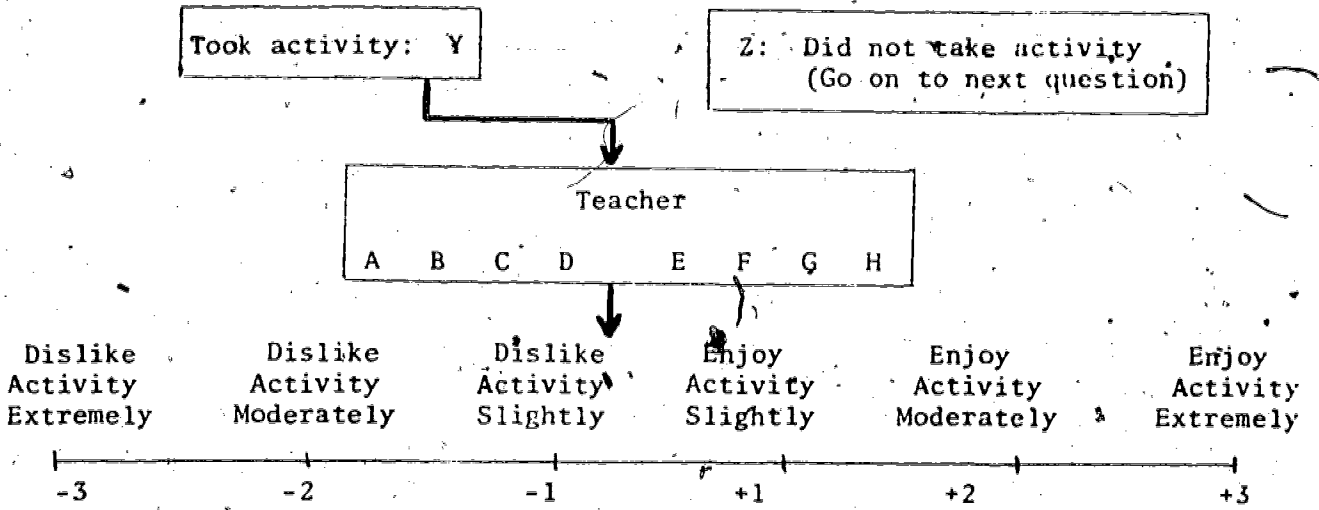 Took activity: Y
Z: Did not take activity
(Go on to next question)
Teacher
A B C D E F G H
Dislike Dislike Dislike Enjoy Enjoy Enjoy
Activity Activity Activity Activity Activity Activity
Extremely Moderately Slightly Slightly Moderately Extremely
-3 -2 -1 +1 +2 +3